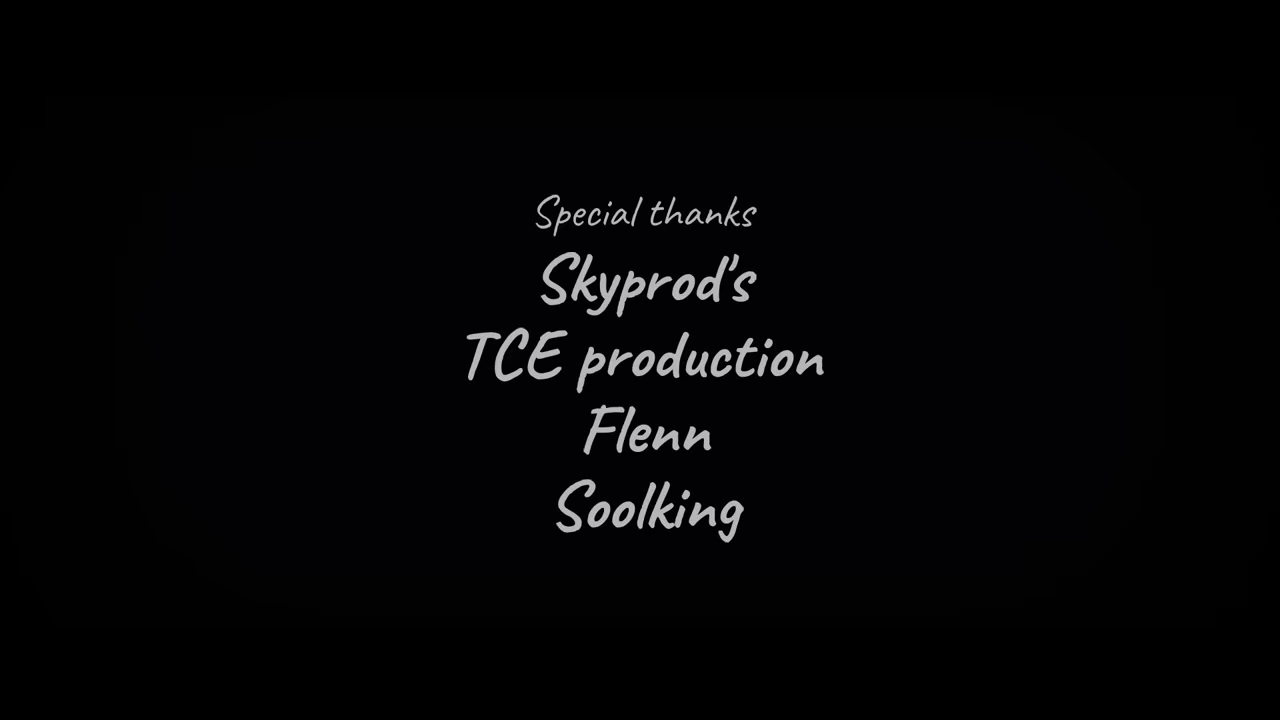 Special thanks
Skyprod's
TCE production
Flenn
Soolking